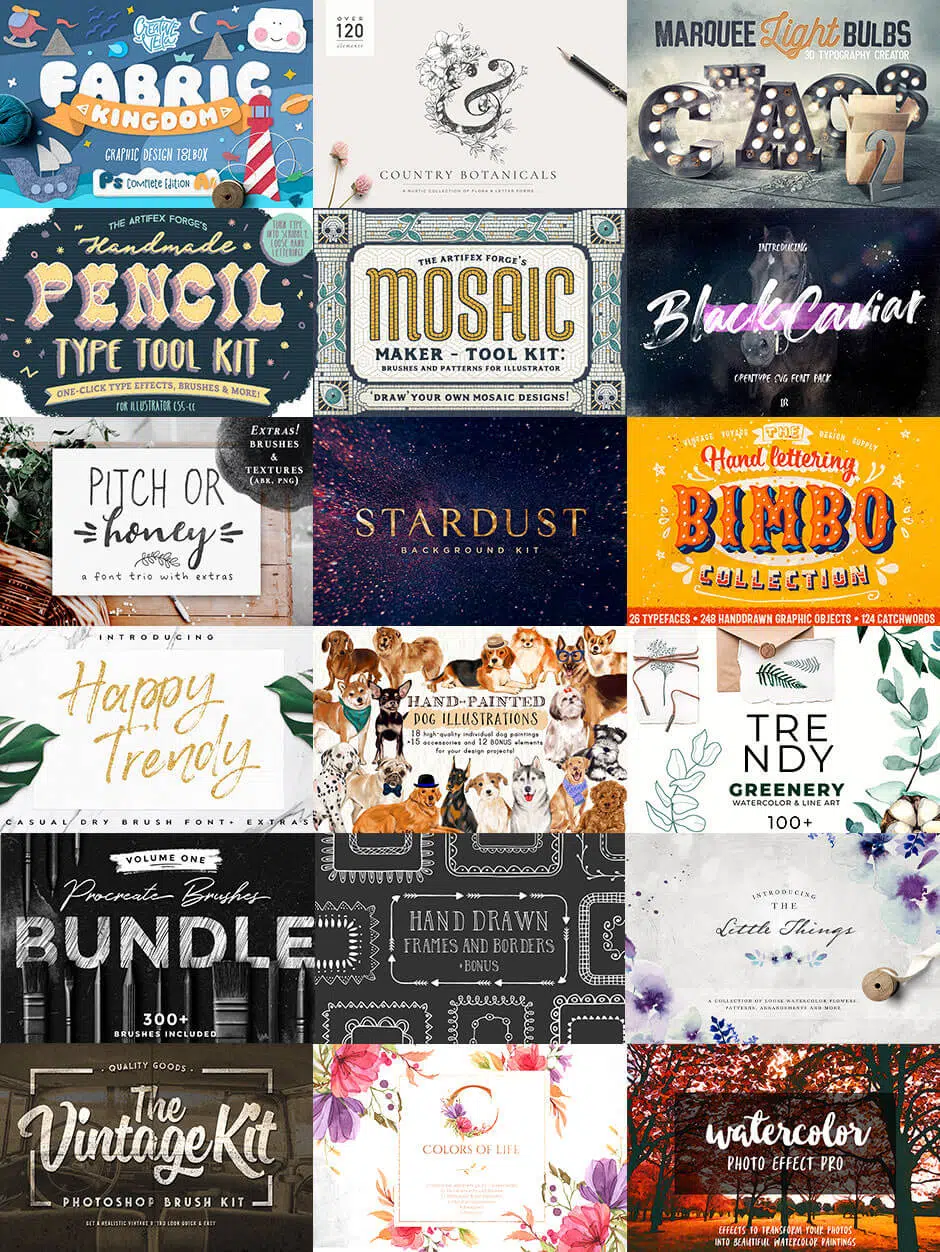 Creative
Veila
FABRIC
KINGDOM
GRAPHIC DESIGN T8LBOX
Ps Complete Edition Ai
OVER
120
elements
&
COUNTRY BOTANICALS
A RUSTIC COLLECTION OF FLORA & LETTER FORMS
MARQUEE Light BULBS
3D TYPOGRAPHY CREATOR
2
THE ARTIFEX FORGE'S
Handmade
PENCIL
TYPE TOOL KIT
ONE-CLICK TYPE EFFECTS, BRUSHES & MORE!
FOR ILLUSTRATOR CS5-CC
TURN TYPE
INTO SCRIBBLY,
LOOSE HAND
LETTERING!
THE ARTIFEX FORGE'S
MOSAIC
MAKER - TOOL KIT:
BRUSHES AND PATTERNS FOR ILLUSTRATOR
'DRAW' YOUR OWN MOSAIC DESIGNS!
INTRODUCING
Black Caviar
OPENTYPE SVG FONT PACK
EXTRAS!
BRUSHES
&
TEXTURES
(ABR, PNG)
PITCH OR
honey
a font trio with extras
STARDUST
BACKGROUND KIT
VINTAGE VOYAGE DESIGN SUPPLY
THE
Hand lettering
BIMBO
COLLECTION
26 TYPEFACES • 248 HANDDRAWN GRAPHIC OBJECTS • 124 CATCHWORDS
INTRODUCING
Happy
Trendy
CASUAL DRY BRUSH FONT+ EXTRAS
HAND-PAINTED
DOG ILLUSTRATIONS
18 high-quality individual dog paintings
+15 accessories and 12 BONUS elements
for your design projects!
TRE
NDY
GREENERY
WATERCOLOR & LINE ART
100+
VOLUME ONE
Procreate Brushes
BUNDLE
300+
BRUSHES INCLUDED
HAND DRAWN
FRAMES AND BORDERS
+BONUS
INTRODUCING
THE
Little Things
A COLLECTION OF LOOSE WATERCOLOR FLOWERS,
PATTERNS, ARRANGEMENTS AND MORE.
· QUALITY GOODS ·
The
Vintage Kit
PHOTOSHOP BRUSH KIT
GET A REALISTIC VINTAGE & TRU LOOK QUICK & EASY
C
COLORS OF LIFE
watercolor
PHOTO EFFECT PRO
EFFECTS TO TRANSFORM YOUR PHOTOS
INTO BEAUTIFUL WATERCOLOR PAINTINGS